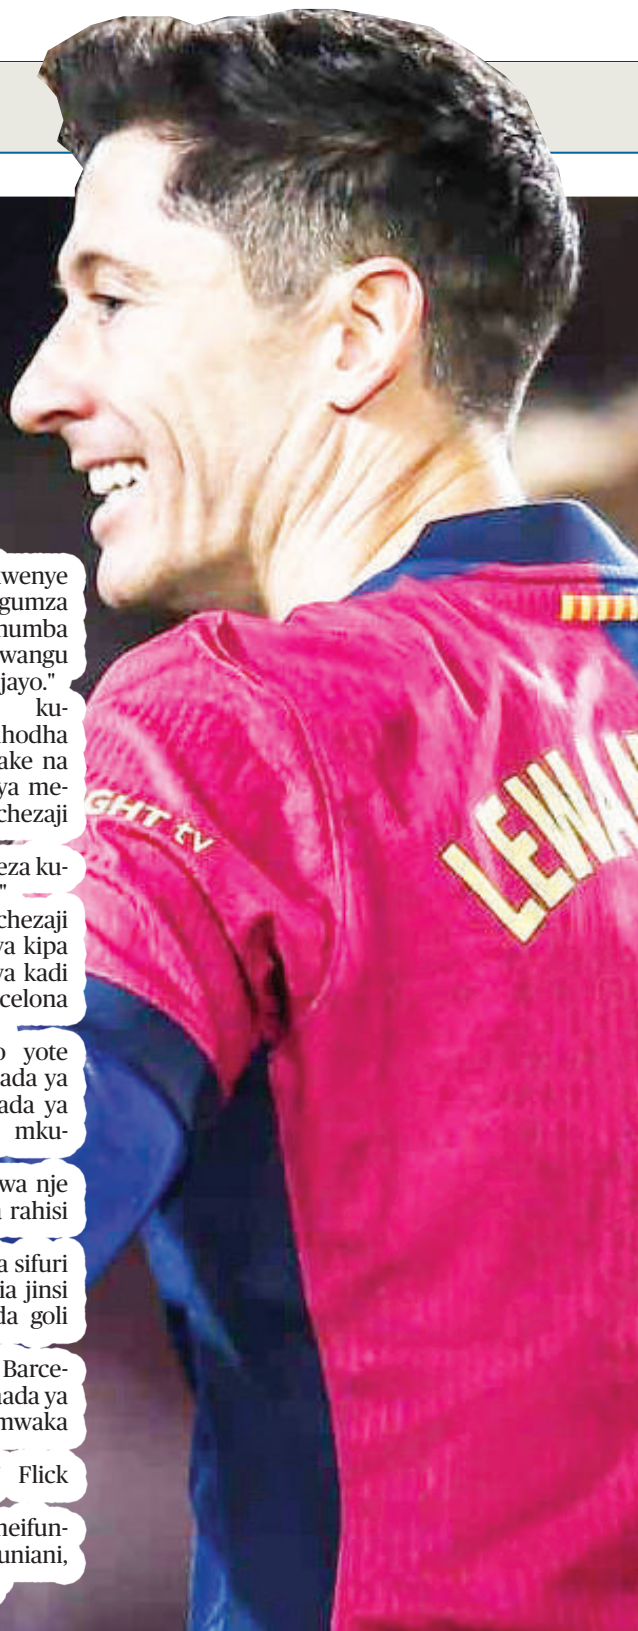 wenye
gumza
humba
wangu
jayo."
ku-
hodha
ake na
ya me-
chezaji
eza ku-
"
chezaji
ya kipa
ya kadi
celona
o yote
ada ya
ada ya
mku-
wa nje
rahisi
a sifuri
ia jinsi
da goli
Barce-
ada ya
mwaka
Flick
neifun-
uniani,
GHT tv
LEWA